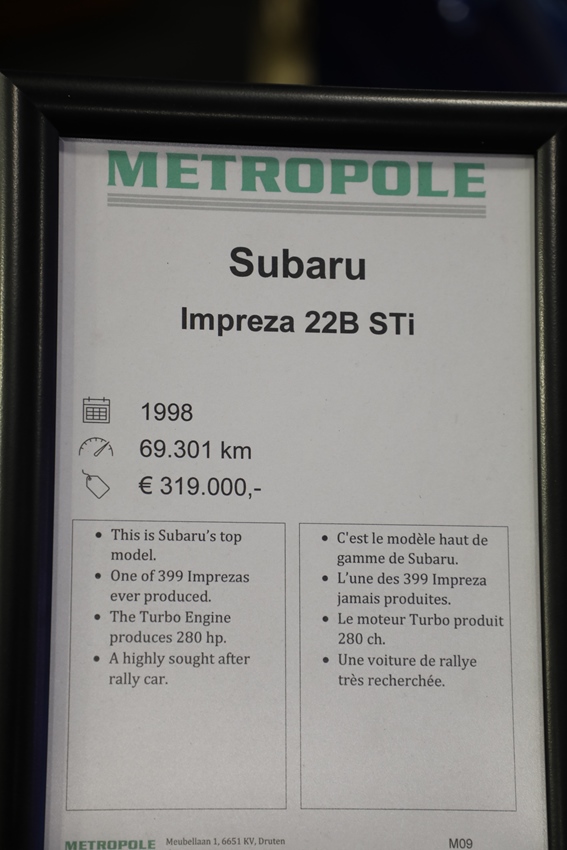 METROPOLE
Subaru
Impreza 22B STi
1998
69.301 km
€ 319.000,-
• This is Subaru's top
model.
• One of 399 Imprezas
ever produced.
• The Turbo Engine
produces 280 hp.
• A highly sought after
rally car.
• C'est le modèle haut de
gamme de Subaru.
• L'une des 399 Impreza
jamais produites.
• Le moteur Turbo produit
280 ch.
• Une voiture de rallye
très recherchée.
METROPOLE Meubellaan 1, 6651 KV, Druten M09